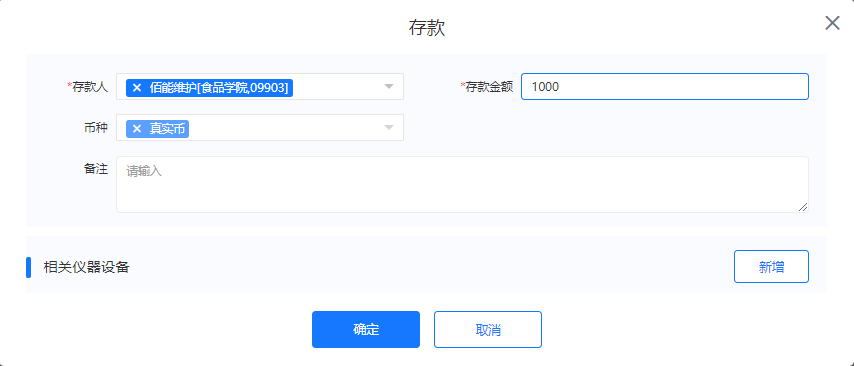 存款
*存款人
佰能维护[食品学院,09903]
*存款金额
1000
币种
真实币
备注
请输入
相关仪器设备
新增
确定
取消